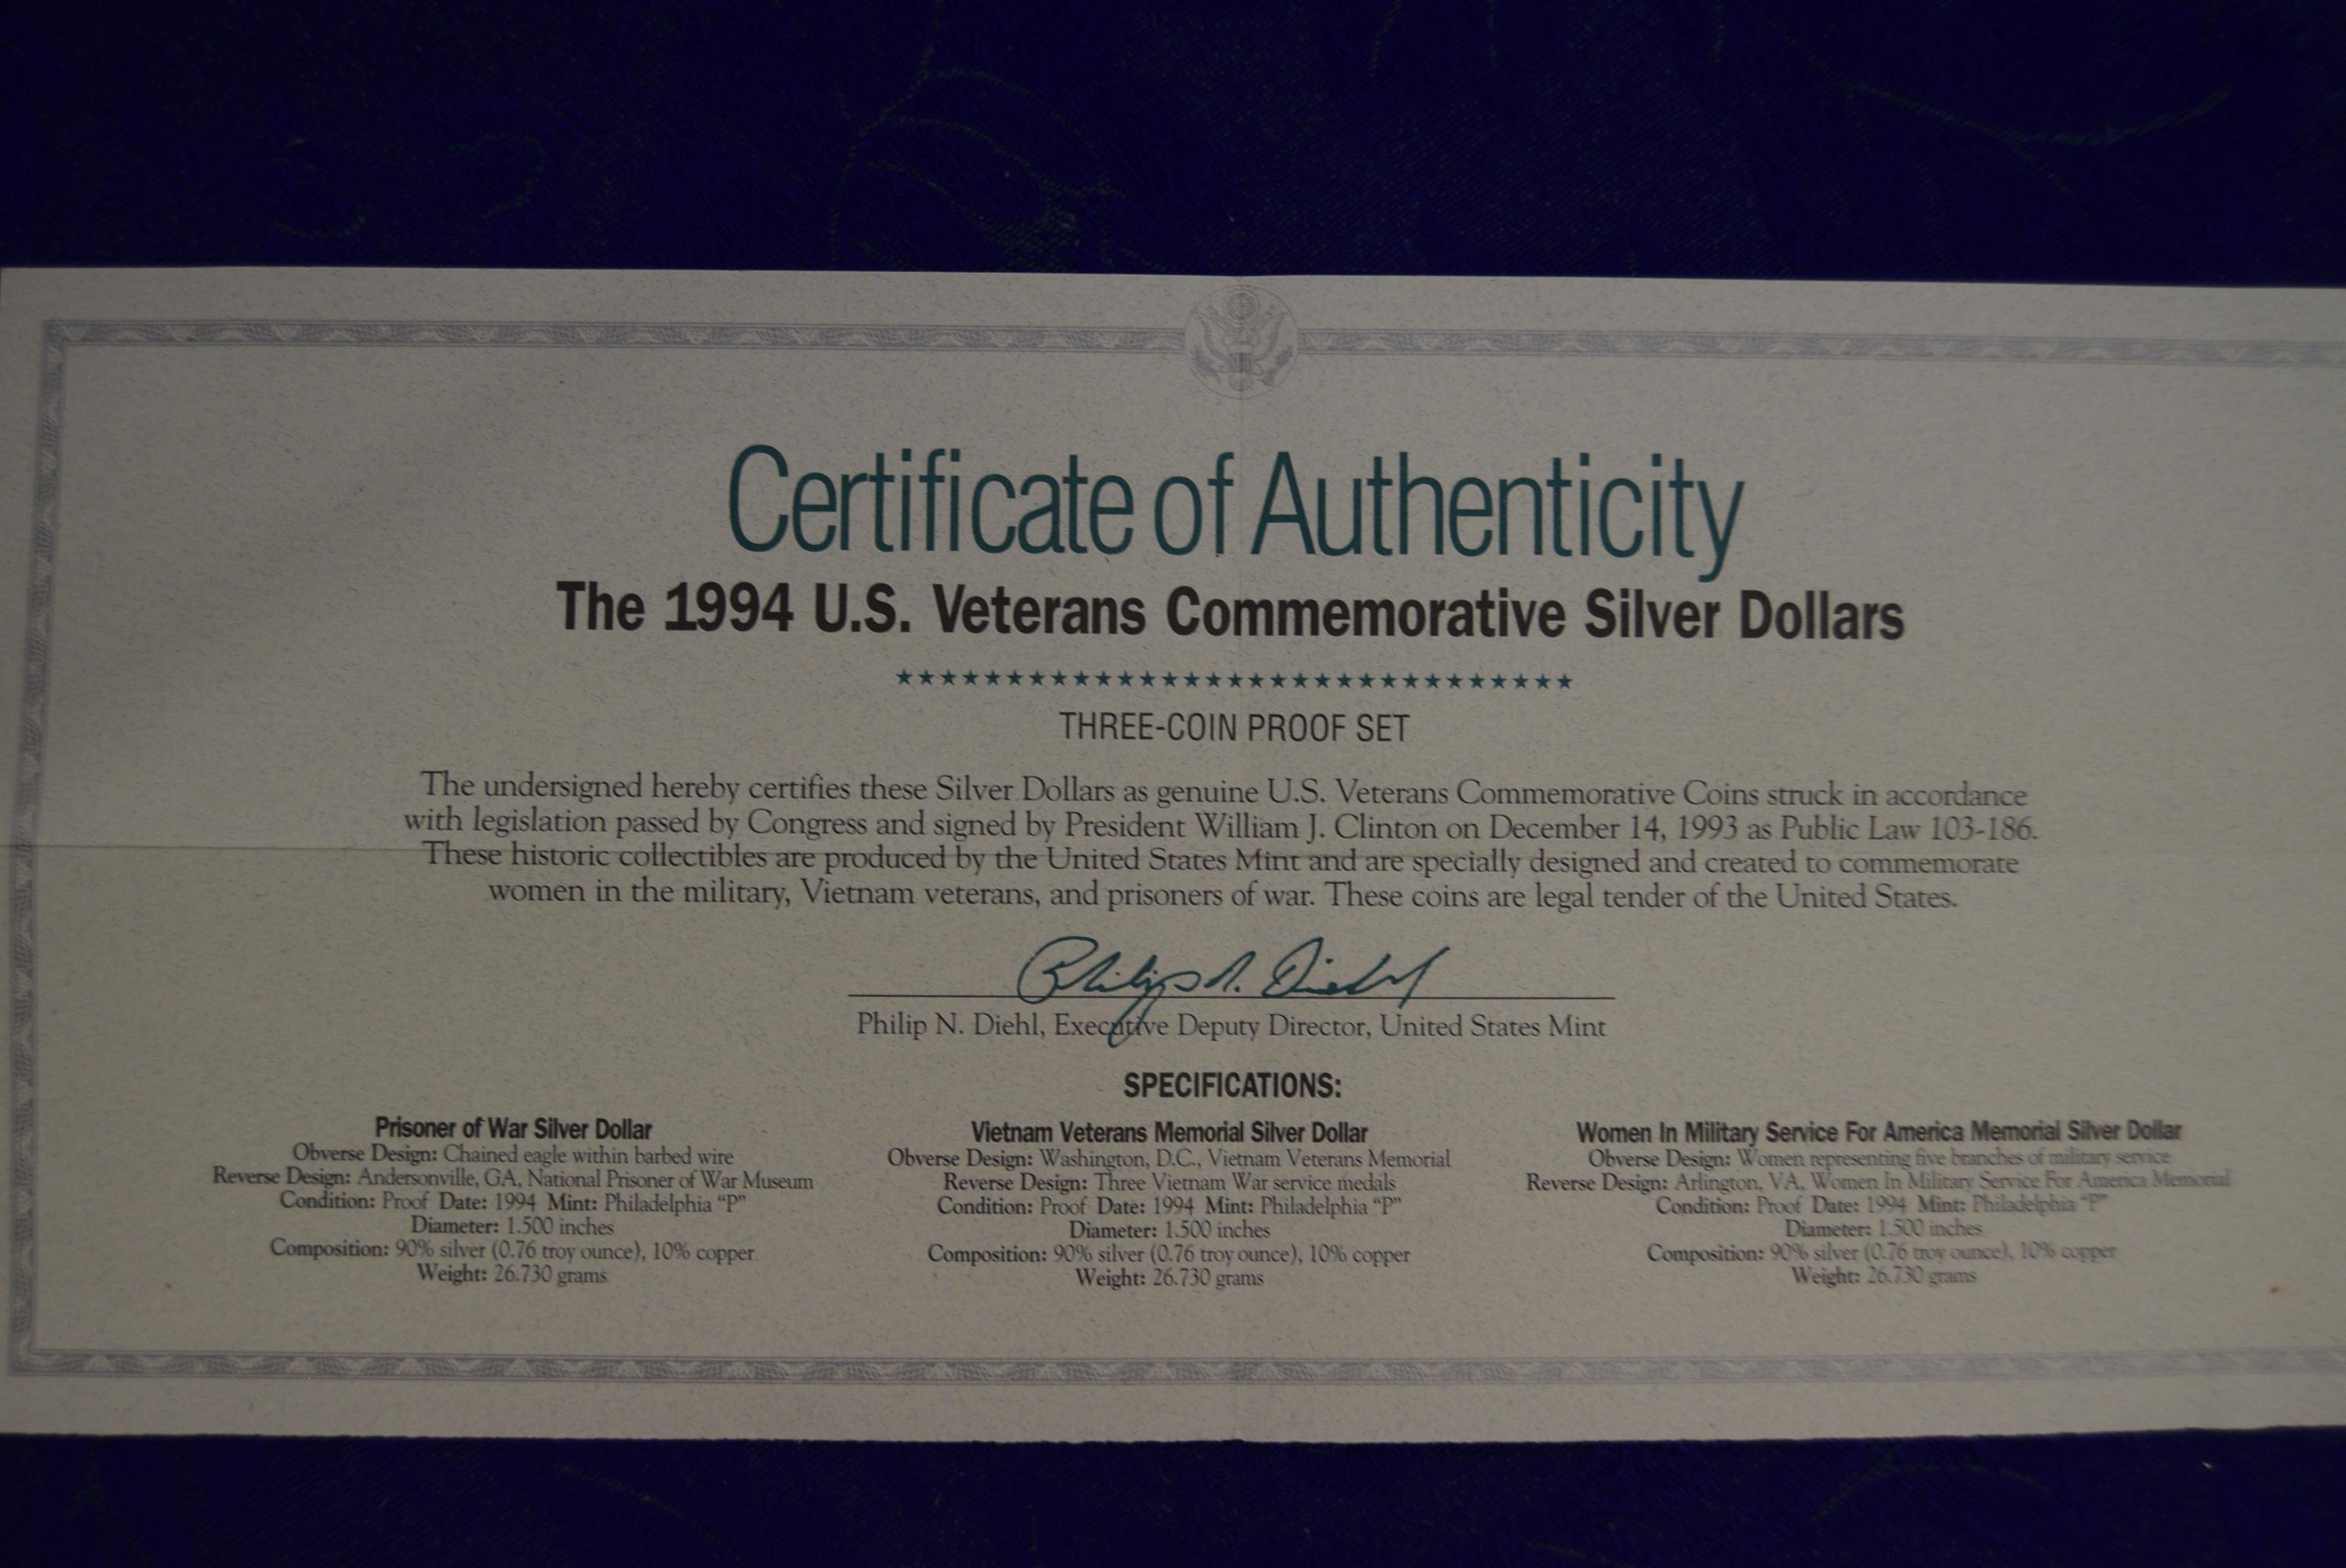 Certificate of Authenticity
The 1994 U.S. Veterans Commemorative Silver Dollars
THREE-COIN PROOF SET
The undersigned hereby certifies these Silver Dollars as genuine U.S. Veterans Commemorative Coins struck in accordance
with legislation passed by Congress and signed by President William J. Clinton on December 14, 1993 as Public Law 103-186.
These historic collectibles are produced by the United States Mint and are specially designed and created to commemorate
women in the military, Vietnam veterans, and prisoners of war. These coins are legal tender of the United States.
Philip N. Diehl
Philip N. Diehl, Executive Deputy Director, United States Mint
SPECIFICATIONS:
Prisoner of War Silver Dollar
Obverse Design: Chained eagle within barbed wire
Reverse Design: Andersonville, GA, National Prisoner of War Museum
Condition: Proof Date: 1994 Mint: Philadelphia "P"
Diameter: 1.500 inches
Composition: 90% silver (0.76 troy ounce), 10% copper
Weight: 26.730 grams
Vietnam Veterans Memorial Silver Dollar
Obverse Design: Washington, D.C., Vietnam Veterans Memorial
Reverse Design: Three Vietnam War service medals
Condition: Proof Date: 1994 Mint: Philadelphia "P"
Diameter: 1.500 inches
Composition: 90% silver (0.76 troy ounce), 10% copper
Weight: 26.730 grams
Women In Military Service For America Memorial Silver Dollar
Obverse Design: Women representing five branches of military service
Reverse Design: Arlington, VA, Women In Military Service For America Memorial
Condition: Proof Date: 1994 Mint: Philadelphia "P"
Diameter: 1.500 inches
Composition: 90% silver (0.76 troy ounce), 10% copper
Weight: 26.730 grams